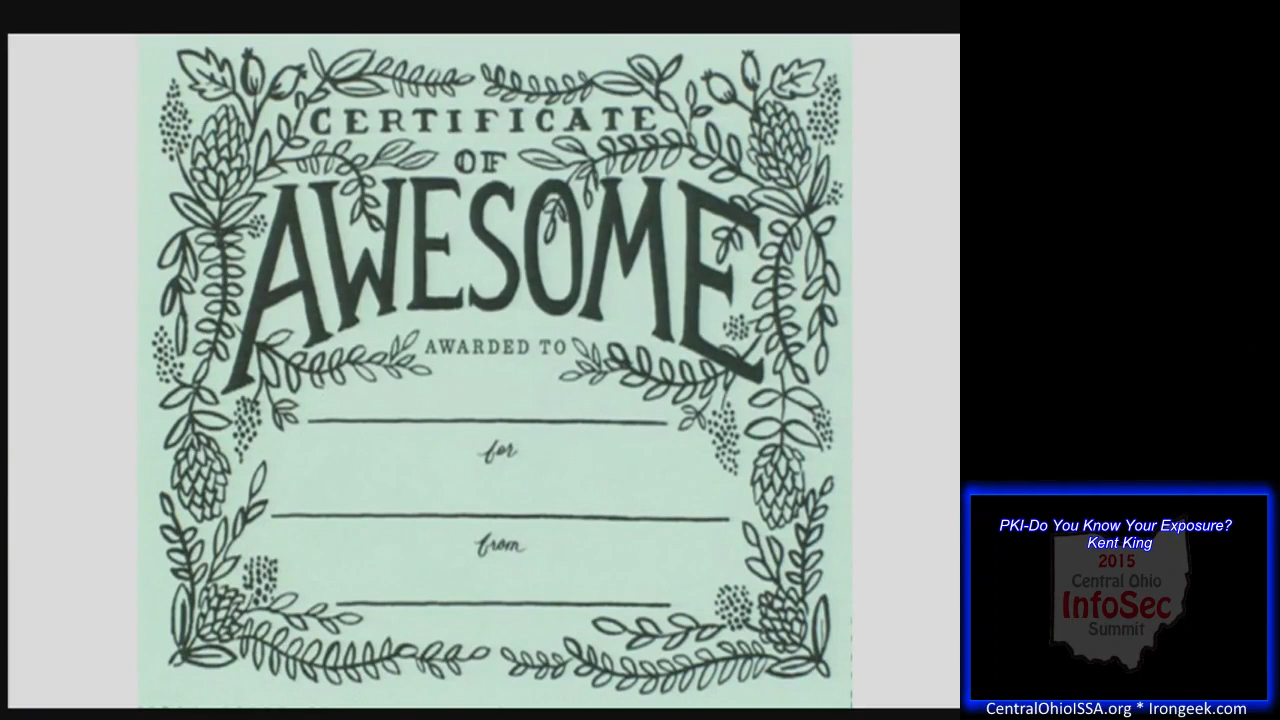 CERTIFICATE
OF
AWESOME
AWARDED TO
for
from
PKI-Do You Know Your Exposure?
Kent King
2015
Central Ohio
InfoSec
Summit
CentralOhioISSA.org * Irongeek.com